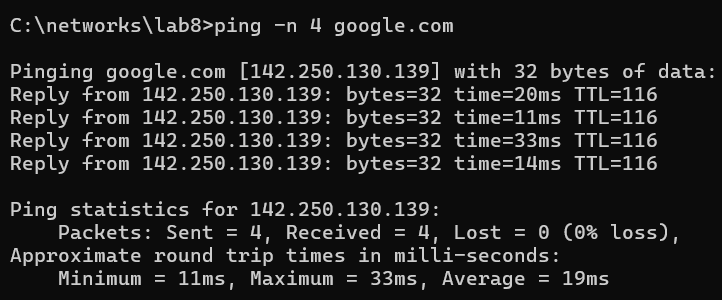 C:\networks\lab8>ping -n 4 google.com
Pinging google.com [142.250.130.139] with 32 bytes of data:
Reply from 142.250.130.139: bytes=32 time=20ms TTL=116
Reply from 142.250.130.139: bytes=32 time=11ms TTL=116
Reply from 142.250.130.139: bytes=32 time=33ms TTL=116
Reply from 142.250.130.139: bytes=32 time=14ms TTL=116
Ping statistics for 142.250.130.139:
    Packets: Sent = 4, Received = 4, Lost = 0 (0% loss),
Approximate round trip times in milli-seconds:
    Minimum = 11ms, Maximum = 33ms, Average = 19ms